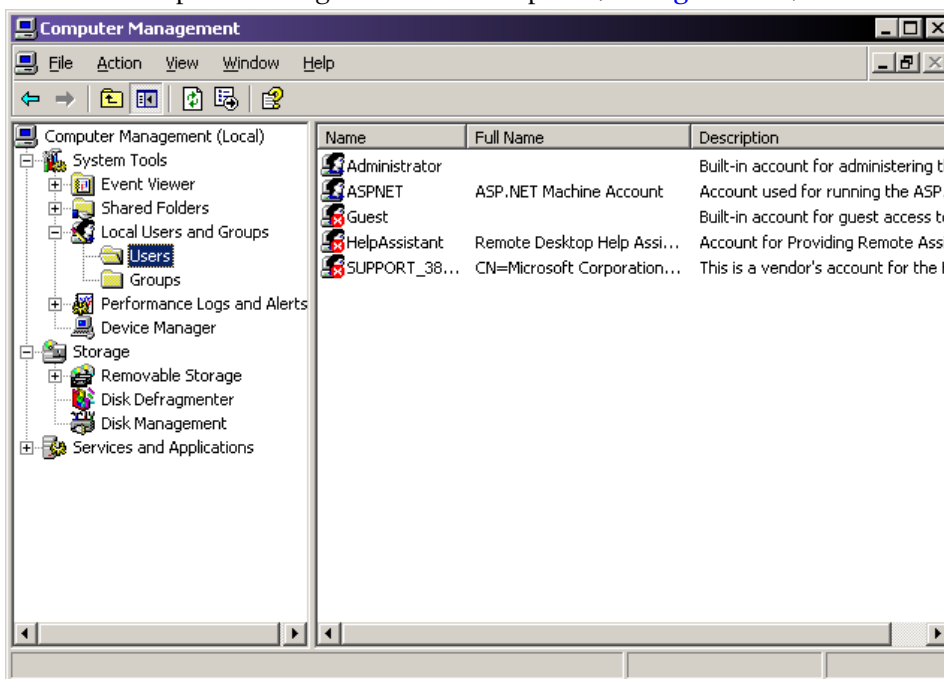 Computer Management
File Action View Window Help
Computer Management (Local)
System Tools
Event Viewer
Shared Folders
Local Users and Groups
Users
Groups
Performance Logs and Alerts
Device Manager
Storage
Removable Storage
Disk Defragmenter
Disk Management
Services and Applications
Name Full Name Description
Administrator Built-in account for administering
ASPNET ASP.NET Machine Account Account used for running the ASP
Guest Built-in account for guest access
HelpAssistant Remote Desktop Help Assi... Account for Providing Remote
SUPPORT_38... CN=Microsoft Corporation... This is a vendor's account for the